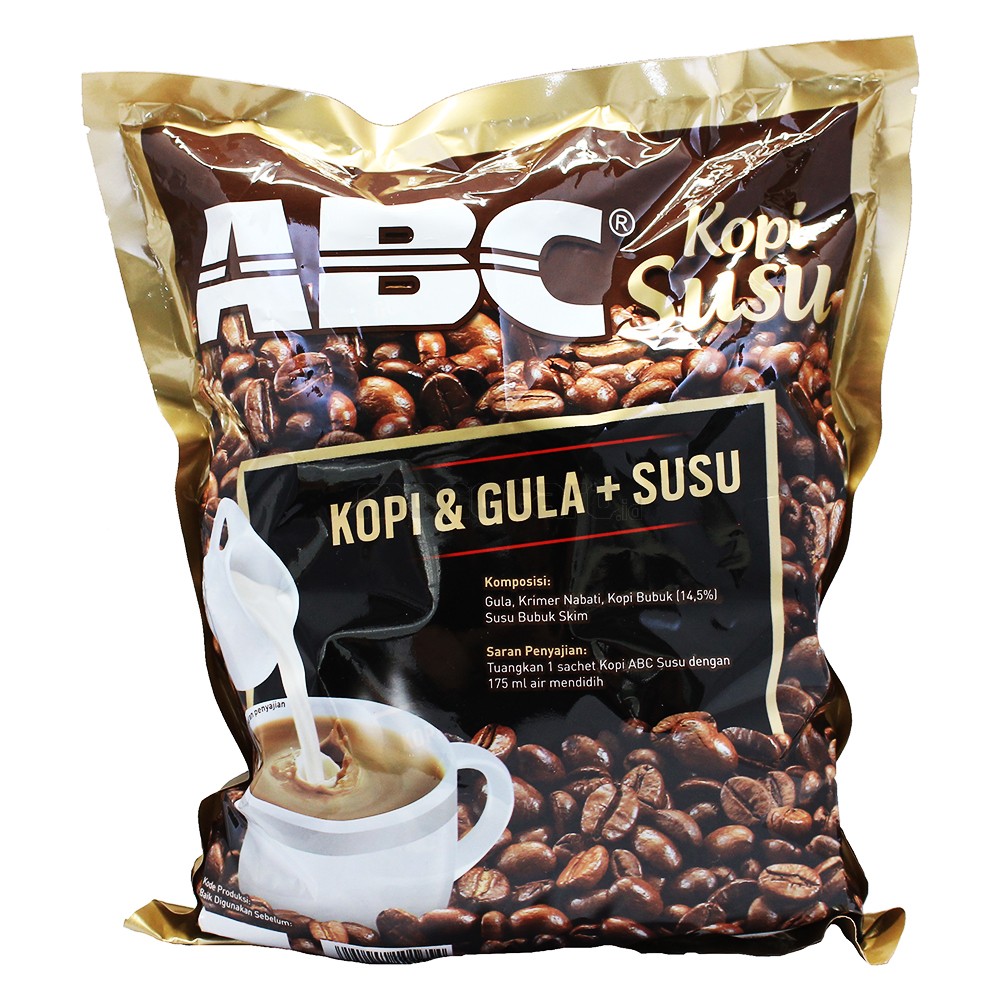 ABC®
Kopi
Susu
KOPI & GULA + SUSU
Komposisi:
Gula, Krimer Nabati, Kopi Bubuk (14,5%)
Susu Bubuk Skim
Saran Penyajian:
Tuangkan 1 sachet Kopi ABC Susu dengan
175 ml air mendidih
penyajian
Kode Produksi:
Baik Digunakan Sebelum: